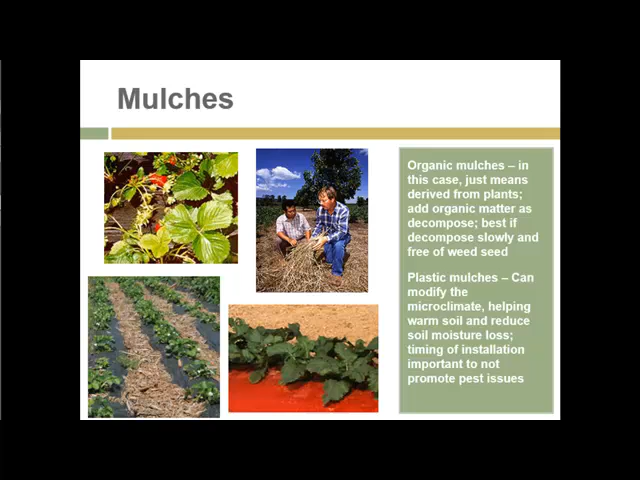 Mulches
Organic mulches – in
this case, just means
derived from plants;
add organic matter as
decompose; best if
decompose slowly and
free of weed seed
Plastic mulches – Can
modify the
microclimate, helping
warm soil and reduce
soil moisture loss;
timing of installation
important to not
promote pest issues